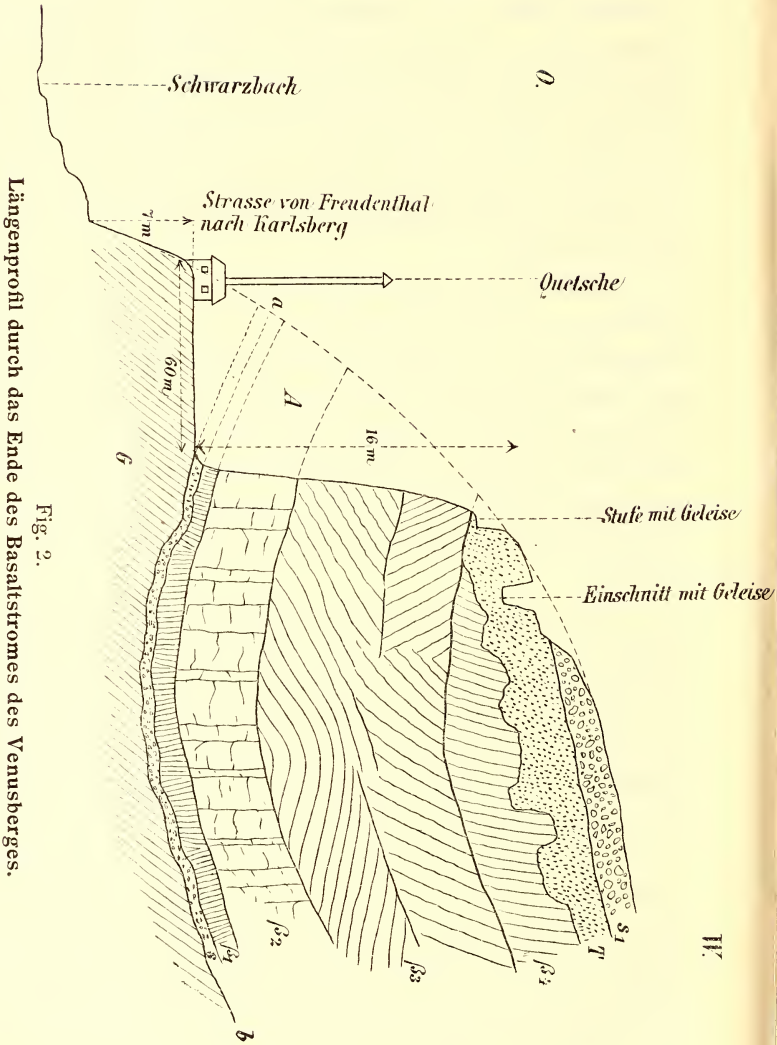 O.
W.
Schwarzbach
Strasse von Freudenthal
nach Karlsberg
7 m
Quetsche
a
60 m.
A
16 m
Stufe mit Geleise
Einschnitt mit Geleise
G
S1
T
β4
β3
β2
β1
s
b
Fig. 2.
Längenprofil durch das Ende des Basaltstromes des Venusberges.